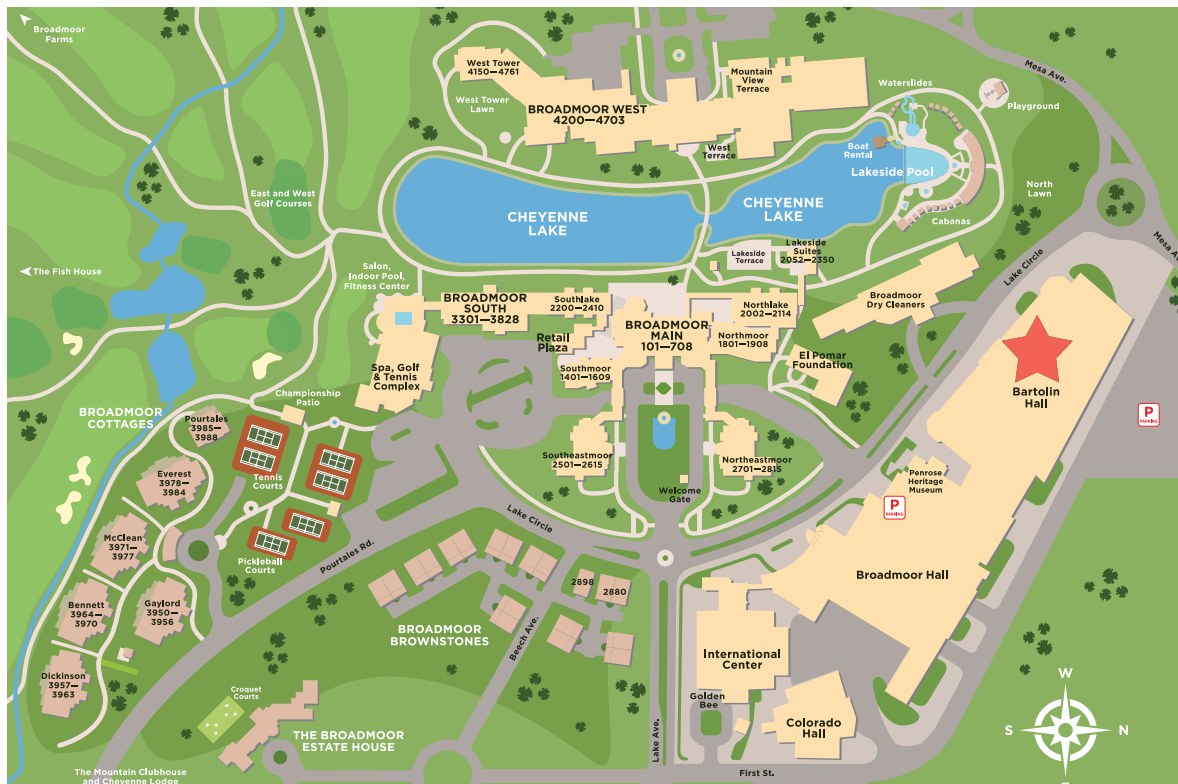 Broadmoor
Farms
West Tower
4150—4761
West Tower
Lawn
BROADMOOR WEST
4200—4703
Mountain
View
Terrace
West
Terrace
Waterslides
Playground
Mesa Ave.
Boat
Rental
Lakeside Pool
Cabanas
North
Lawn
Mesa Av
Lake Circle
East and West
Golf Courses
CHEYENNE
LAKE
CHEYENNE
LAKE
The Fish House
Salon,
Indoor Pool,
Fitness Center
Lakeside
Terrace
Lakeside
Suites
2052—2350
Broadmoor
Dry Cleaners
BROADMOOR
SOUTH
3301—3828
Southlake
2200—2410
Northlake
2002—2114
Retail
Plaza
BROADMOOR
MAIN
101—708
Northmoor
1801—1908
El Pomar
Foundation
Spa, Golf
& Tennis
Complex
Southmoor
1401—1609
Bartolin
Hall
P
PARKING
Championship
Patio
BROADMOOR
COTTAGES
Pourtales
3985—
3988
Everest
3978—
3984
Tennis
Courts
Southeastmoor
2501—2615
Northeastmoor
2701—2815
Welcome
Gate
Penrose
Heritage
Museum
P
PARKING
McClean
3971—
3977
Pickleball
Courts
Pourtales Rd.
Lake Circle
Broadmoor Hall
Bennett
3964—
3970
Gaylord
3950—
3956
2898
2880
BROADMOOR
BROWNSTONES
Beech Ave.
International
Center
Dickinson
3957—
3963
Croquet
Courts
THE BROADMOOR
ESTATE HOUSE
Golden
Bee
Lake Ave.
Colorado
Hall
First St.
W
S
N
The Mountain Clubhouse
and Cheyenne Lodge